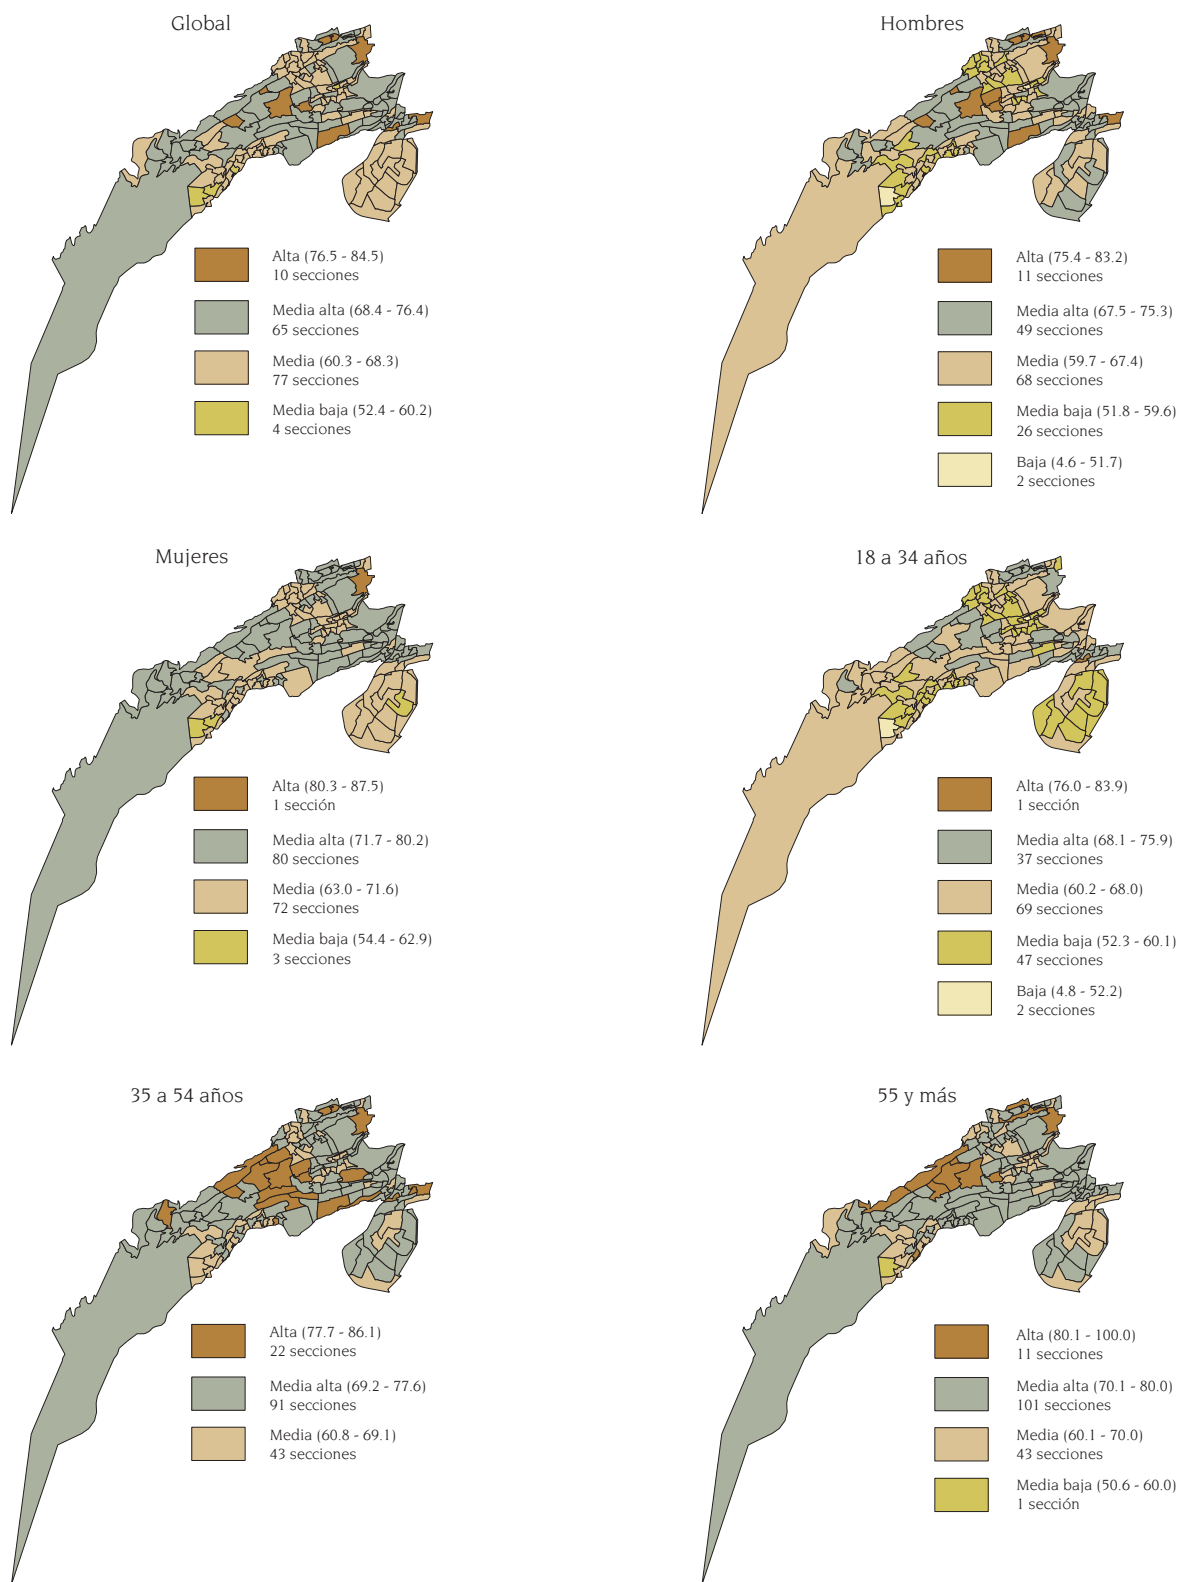 Global
Alta (76.5 - 84.5)
10 secciones
Media alta (68.4 - 76.4)
65 secciones
Media (60.3 - 68.3)
77 secciones
Media baja (52.4 - 60.2)
4 secciones
Hombres
Alta (75.4 - 83.2)
11 secciones
Media alta (67.5 - 75.3)
49 secciones
Media (59.7 - 67.4)
68 secciones
Media baja (51.8 - 59.6)
26 secciones
Baja (4.6 - 51.7)
2 secciones
Mujeres
Alta (80.3 - 87.5)
1 sección
Media alta (71.7 - 80.2)
80 secciones
Media (63.0 - 71.6)
72 secciones
Media baja (54.4 - 62.9)
3 secciones
18 a 34 años
Alta (76.0 - 83.9)
1 sección
Media alta (68.1 - 75.9)
37 secciones
Media (60.2 - 68.0)
69 secciones
Media baja (52.3 - 60.1)
47 secciones
Baja (4.8 - 52.2)
2 secciones
35 a 54 años
Alta (77.7 - 86.1)
22 secciones
Media alta (69.2 - 77.6)
91 secciones
Media (60.8 - 69.1)
43 secciones
55 y más
Alta (80.1 - 100.0)
11 secciones
Media alta (70.1 - 80.0)
101 secciones
Media (60.1 - 70.0)
43 secciones
Media baja (50.6 - 60.0)
1 sección